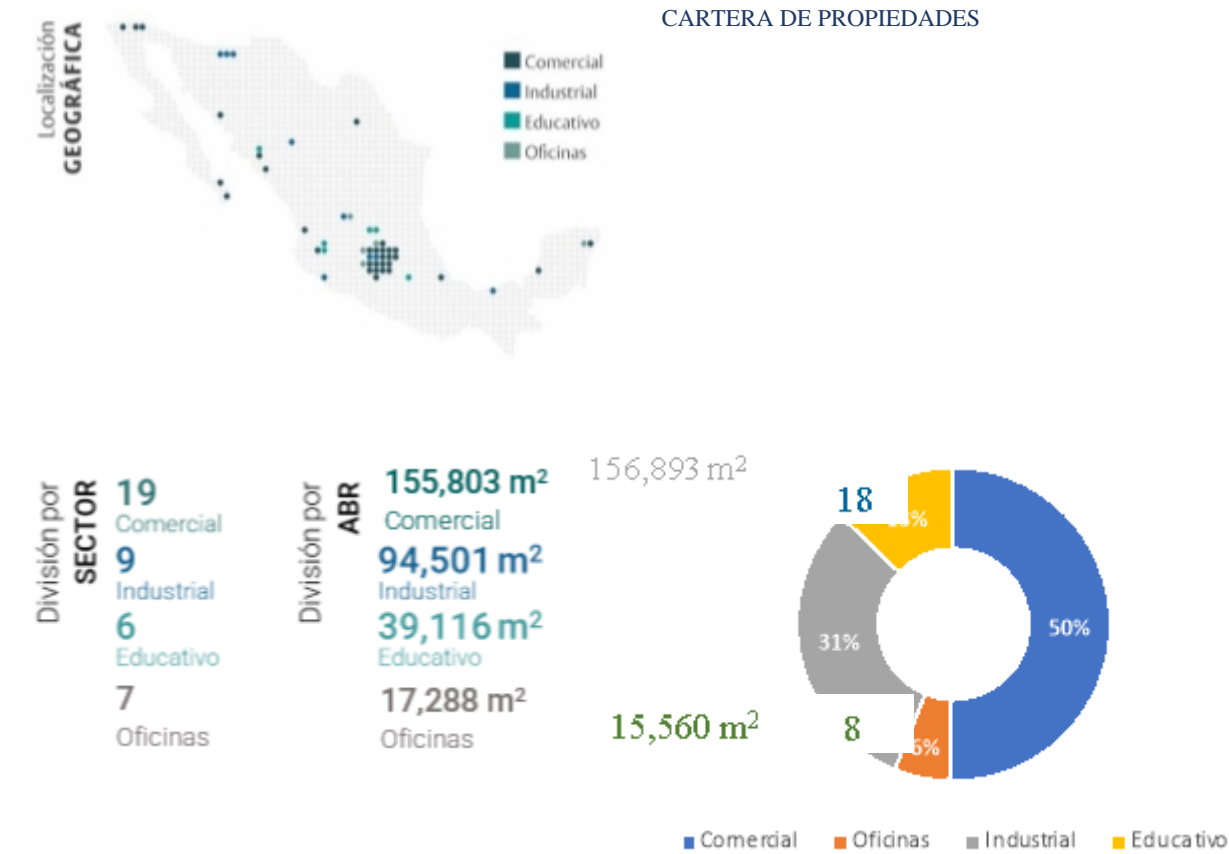 CARTERA DE PROPIEDADES
Localización
GEOGRÁFICA
Comercial
Industrial
Educativo
Oficinas
División por
SECTOR
19
Comercial
9
Industrial
6
Educativo
7
Oficinas
División por
ABR
155,803 m²
Comercial
94,501 m²
Industrial
39,116 m²
Educativo
17,288 m²
Oficinas
156,893 m²
15,560 m²
18
8
50%
31%
6%
Comercial
Oficinas
Industrial
Educativo